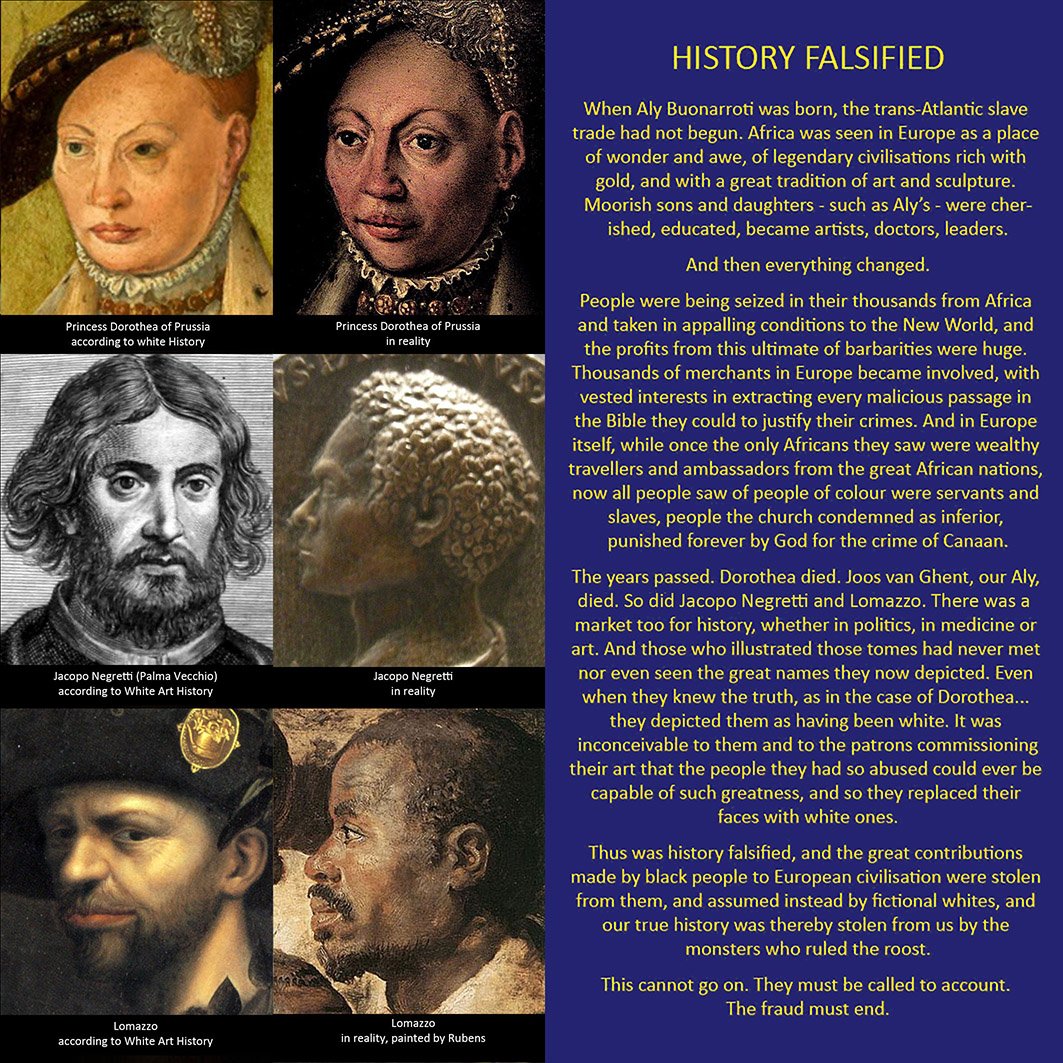 Princess Dorothea of Prussia
according to white History
Princess Dorothea of Prussia
in reality
Jacopo Negretti (Palma Vecchio)
according to White Art History
Jacopo Negretti
in reality
Lomazzo
according to White Art History
Lomazzo
in reality, painted by Rubens
HISTORY FALSIFIED
When Aly Buonarroti was born, the trans-Atlantic slave
trade had not begun. Africa was seen in Europe as a place
of wonder and awe, of legendary civilisations rich with
gold, and with a great tradition of art and sculpture.
Moorish sons and daughters - such as Aly's - were cher-
ished, educated, became artists, doctors, leaders.
And then everything changed.
People were being seized in their thousands from Africa
and taken in appalling conditions to the New World, and
the profits from this ultimate of barbarities were huge.
Thousands of merchants in Europe became involved, with
vested interests in extracting every malicious passage in
the Bible they could to justify their crimes. And in Europe
itself, while once the only Africans they saw were wealthy
travellers and ambassadors from the great African nations,
now all people saw of people of colour were servants and
slaves, people the church condemned as inferior,
punished forever by God for the crime of Canaan.
The years passed. Dorothea died. Joos van Ghent, our Aly,
died. So did Jacopo Negretti and Lomazzo. There was a
market too for history, whether in politics, in medicine or
art. And those who illustrated those tomes had never met
nor even seen the great names they now depicted. Even
when they knew the truth, as in the case of Dorothea...
they depicted them as having been white. It was
inconceivable to them and to the patrons commissioning
their art that the people they had so abused could ever be
capable of such greatness, and so they replaced their
faces with white ones.
Thus was history falsified, and the great contributions
made by black people to European civilisation were stolen
from them, and assumed instead by fictional whites, and
our true history was thereby stolen from us by the
monsters who ruled the roost.
This cannot go on. They must be called to account.
The fraud must end.